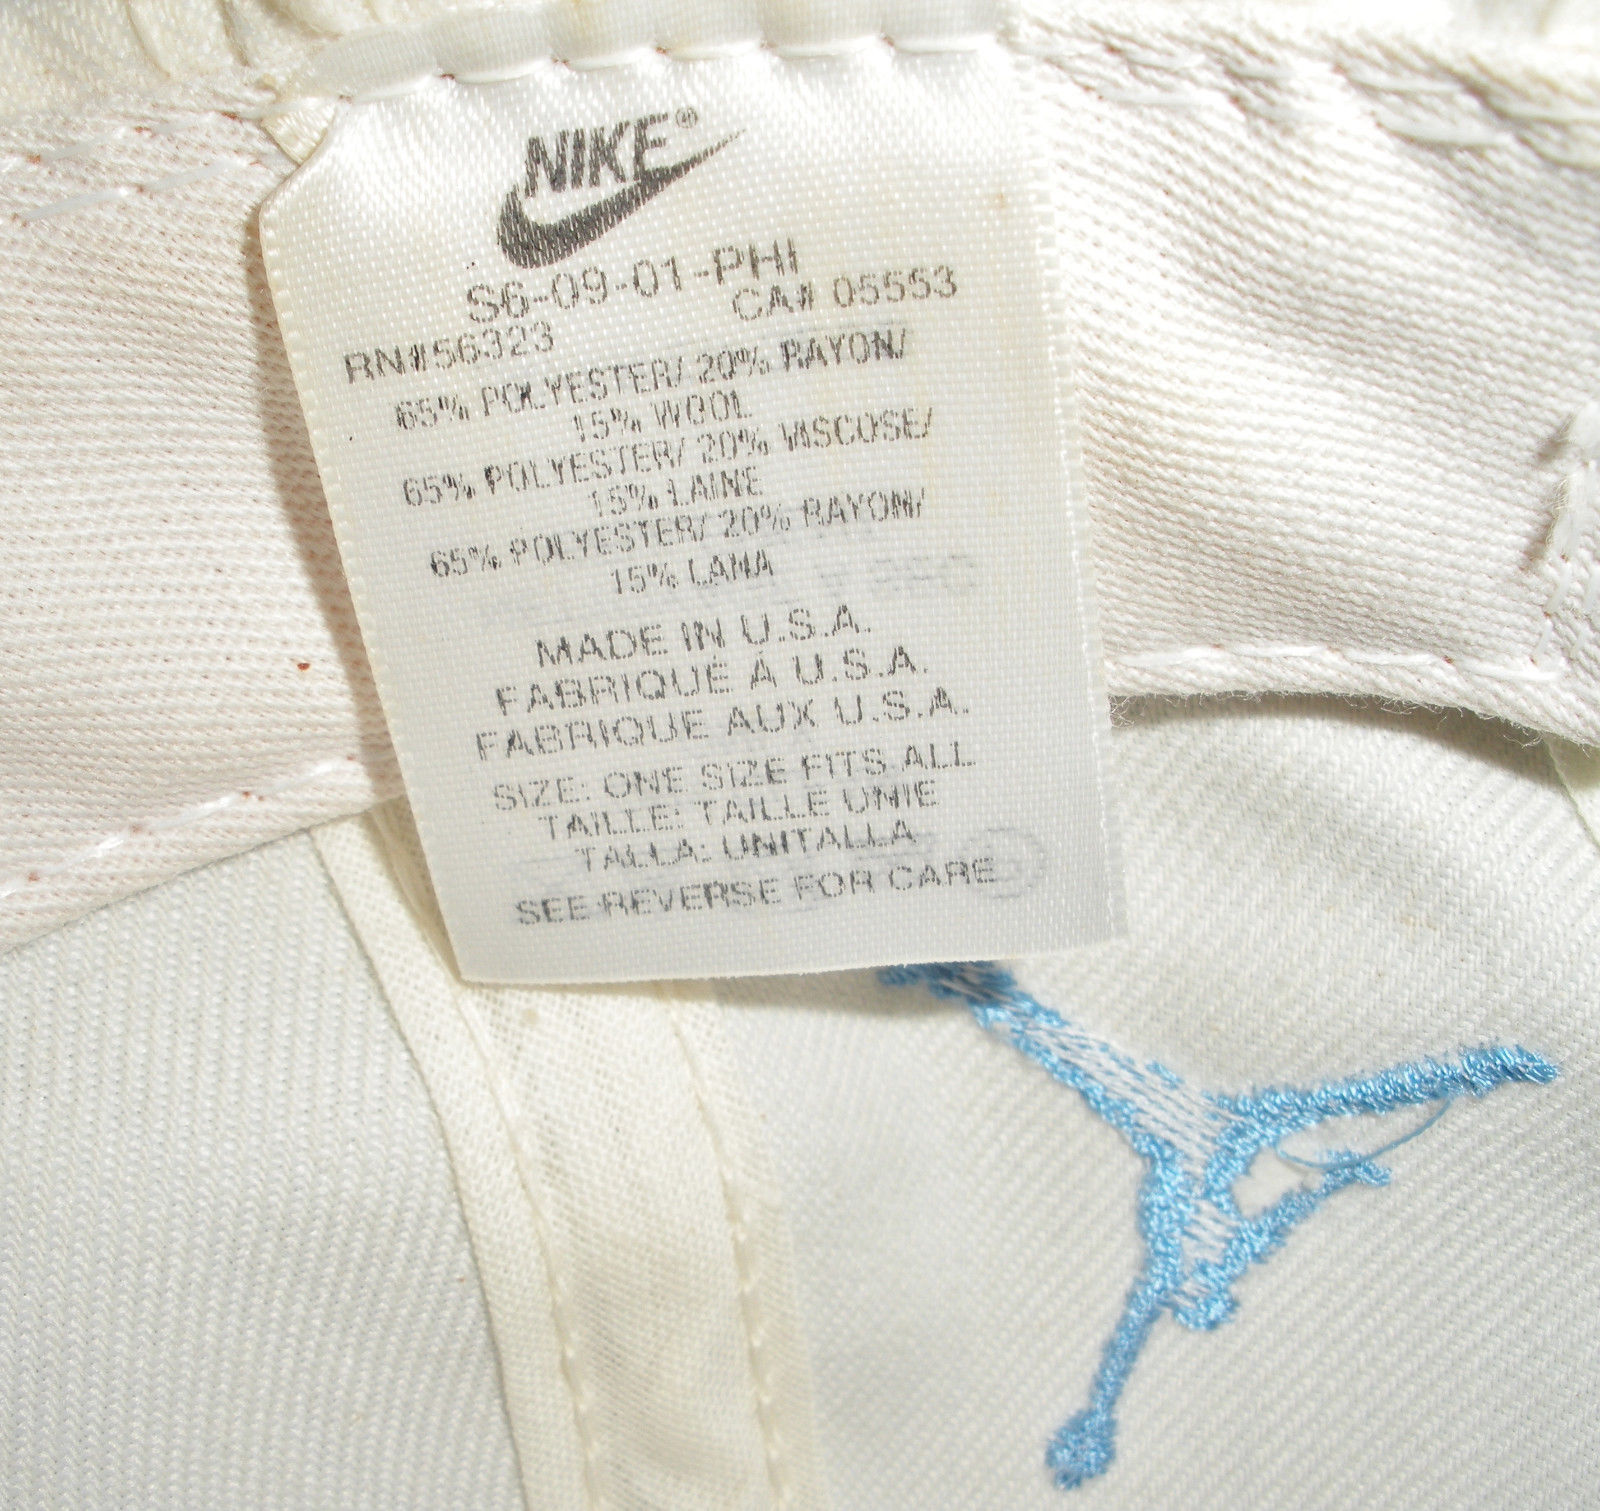 NIKE®
S6-09-01-PHI
RN#56323 CA# 05553
65% POLYESTER/ 20% RAYON/
15% WOOL
65% POLYESTER/ 20% VISCOSE/
15% LAINE
65% POLYESTER/ 20% RAYON/
15% LANA
MADE IN U.S.A.
FABRIQUÉ À U.S.A.
FABRIQUE AUX U.S.A.
SIZE: ONE SIZE FITS ALL
TAILLE: TAILLE UNIE
TALLA: UNITALLA
SEE REVERSE FOR CARE